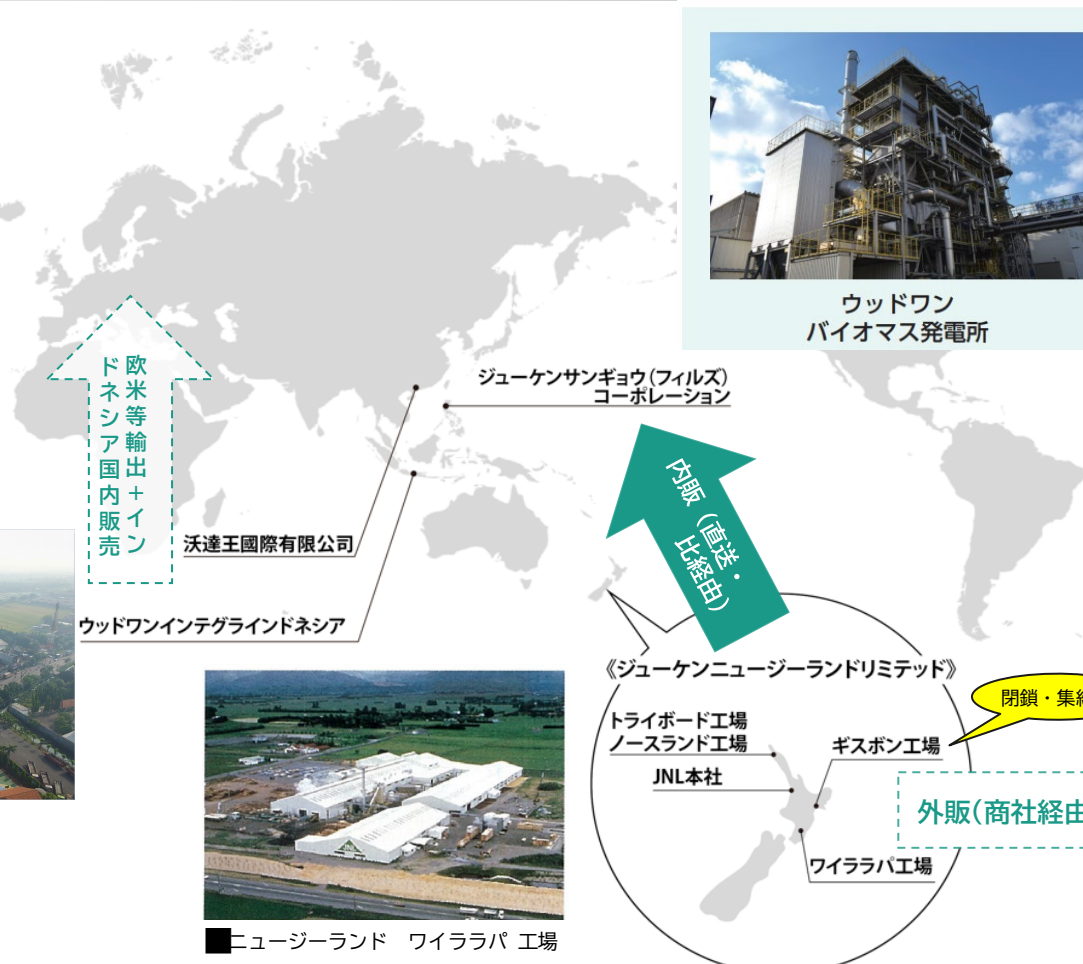 ウッドワン
バイオマス発電所
欧米等輸出+イン
ドネシア国内販売
ジューケンサンギョウ(フィルズ)
コーポレーション
内販(直送・
比経由)
沃達王國際有限公司
ウッドワンインテグラインドネシア
《ジューケンニュージーランドリミテッド》
閉鎖・集
トライボード工場
ノースランド工場
ギスボン工場
JNL本社
外販(商社経由
ワイララパ工場
ニュージーランド ワイララパ 工場